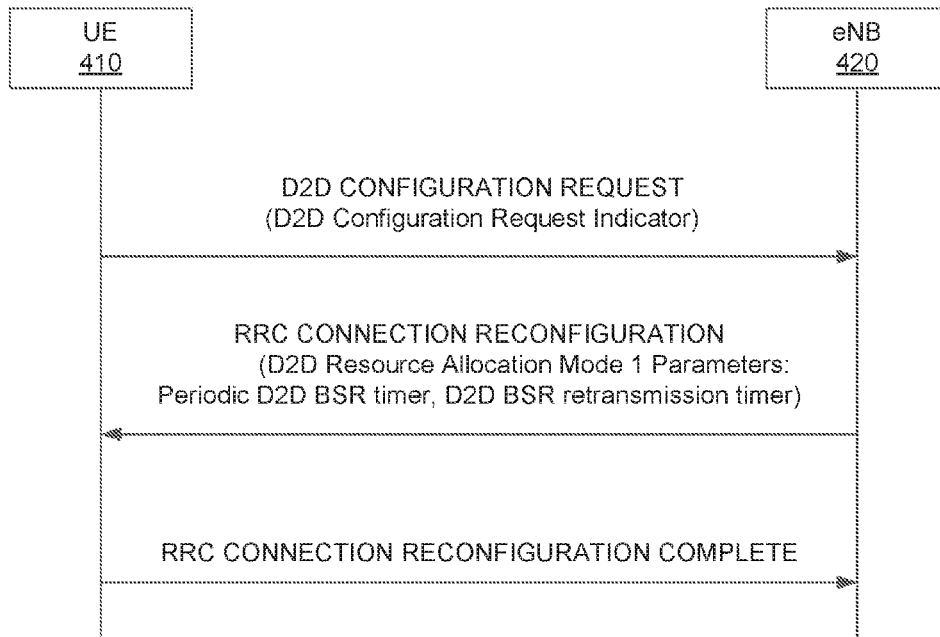 UE
410
eNB
420
D2D CONFIGURATION REQUEST
(D2D Configuration Request Indicator)
RRC CONNECTION RECONFIGURATION
(D2D Resource Allocation Mode 1 Parameters:
Periodic D2D BSR timer, D2D BSR retransmission timer)
RRC CONNECTION RECONFIGURATION COMPLETE